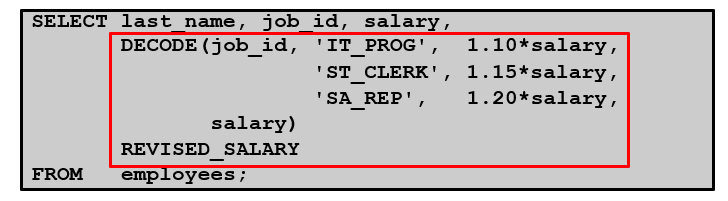 SELECT last_name, job_id, salary,
DECODE(job_id, 'IT_PROG', 1.10*salary,
'ST_CLERK', 1.15*salary,
'SA_REP', 1.20*salary,
salary)
REVISED_SALARY
FROM employees;